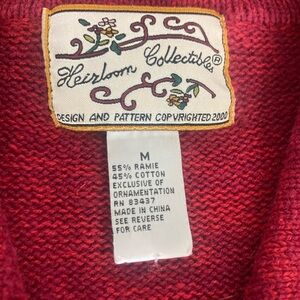 Heirloom Collectibles®
DESIGN AND PATTERN COPYRIGHTED 2000
M
55% RAMIE
45% COTTON
EXCLUSIVE OF
ORNAMENTATION
RN 83437
MADE IN CHINA
SEE REVERSE
FOR CARE